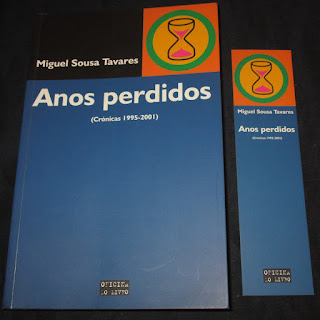 Miguel Sousa Tavares
Anos perdidos
(Crónicas 1995-2001)
OFICINA
DO LIVRO
Miguel Sousa Tavares
Anos perdidos
(Crónicas 1995-2001)
OFICINA
DO LIVRO